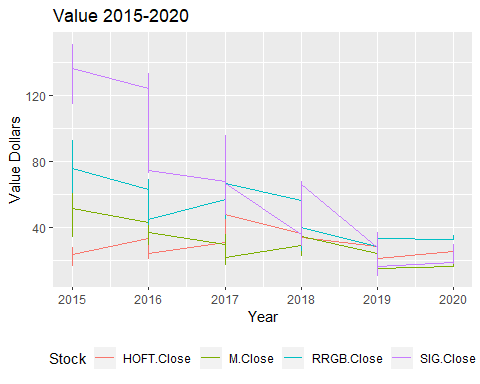 Value 2015-2020
120
80
40
Value Dollars
2015 2016 2017 2018 2019 2020
Year
Stock HOFT.Close M.Close RRGB.Close SIG.Close